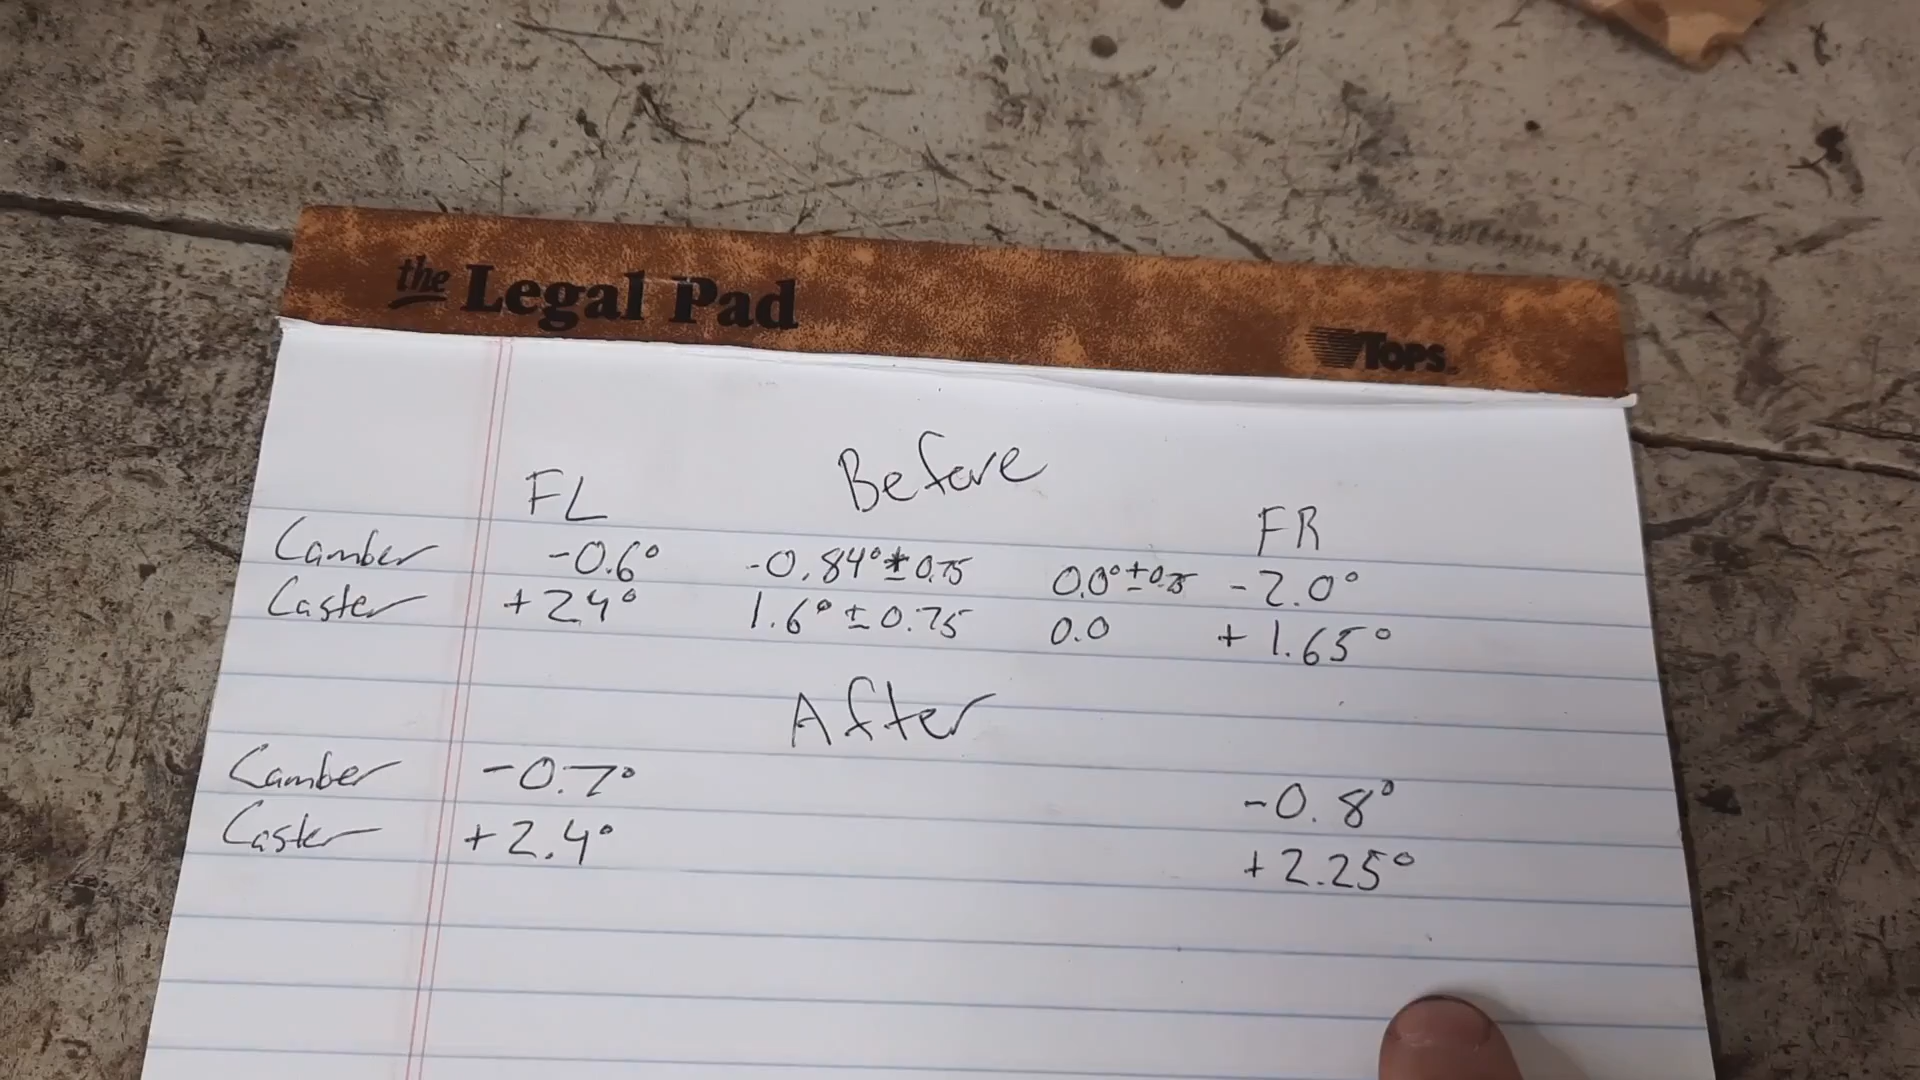 the Legal Pad
TOPS
Before
FL FR
Camber -0.6° -0.84° ± 0.75 0.0° ± 0.75 -2.0°
Caster +2.4° 1.6° ± 0.75 0.0 +1.65°
After
Camber -0.7° -0.8°
Caster +2.4° +2.25°